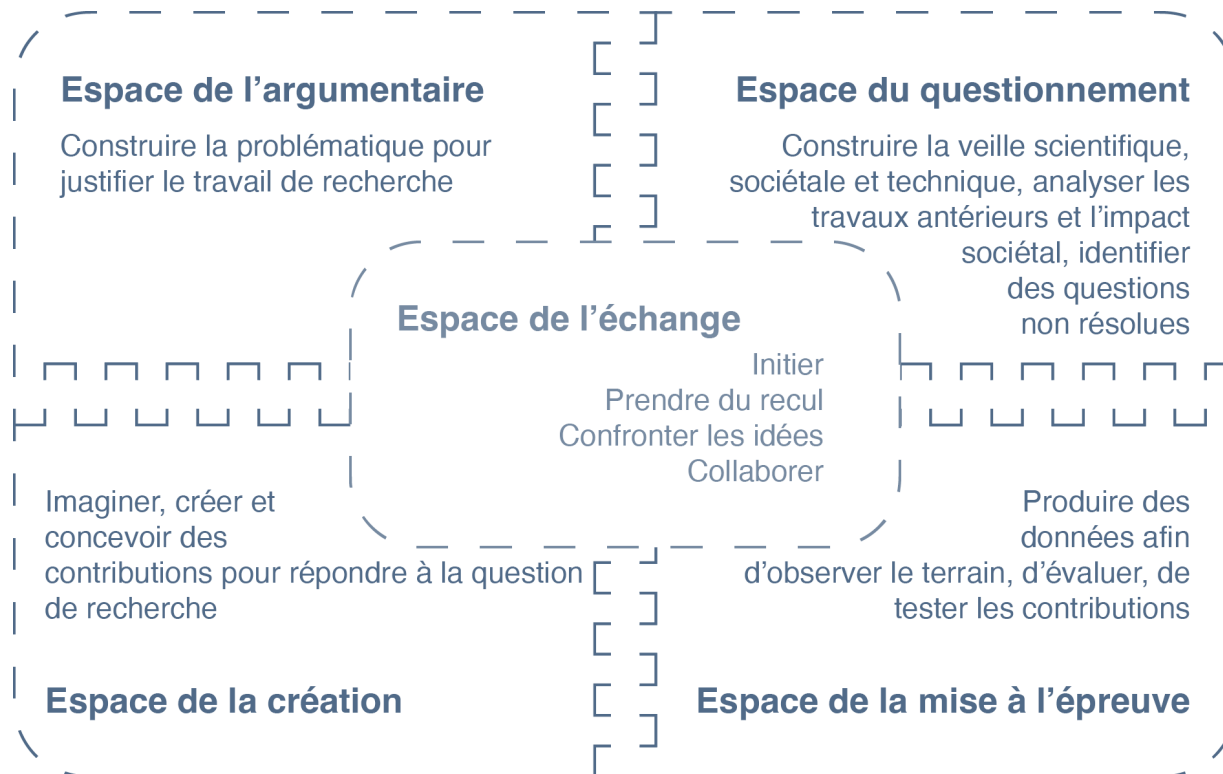 Espace de l’argumentaire
Construire la problématique pour
justifier le travail de recherche
Espace du questionnement
Construire la veille scientifique,
sociétale et technique, analyser les
travaux antérieurs et l’impact
sociétal, identifier
des questions
non résolues
Espace de l’échange
Initier
Prendre du recul
Confronter les idées
Collaborer
Imaginer, créer et
concevoir des
contributions pour répondre à la question
de recherche
Espace de la création
Produire des
données afin
d’observer le terrain, d’évaluer, de
tester les contributions
Espace de la mise à l’épreuve